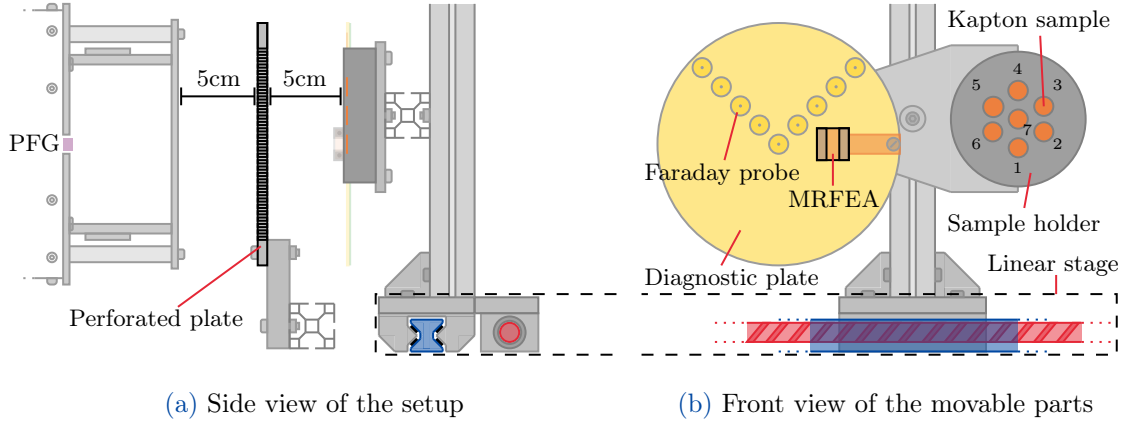 5cm
5cm
PFG
Perforated plate
Kapton sample
4
5
3
7
6
2
1
Faraday probe
MRFEA
Sample holder
Diagnostic plate
Linear stage
(a) Side view of the setup
(b) Front view of the movable parts